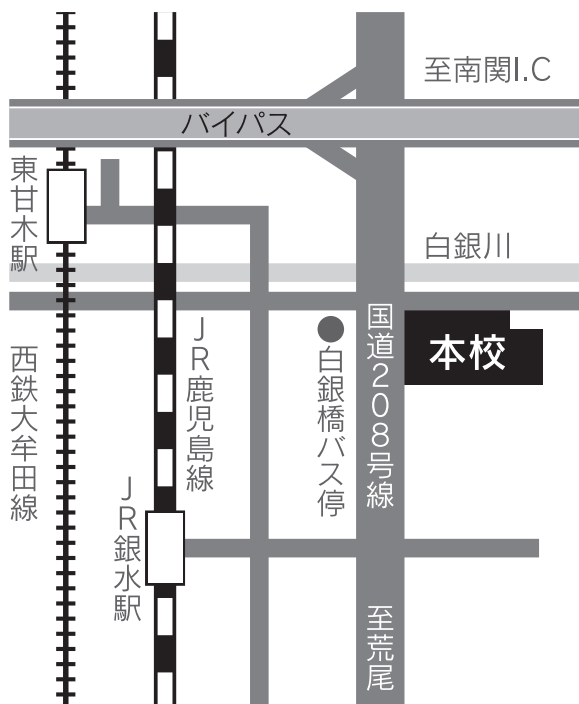 至南関I.C
バイパス
東甘木駅
白銀川
国道208号線
本校
白銀橋バス停
JR鹿児島線
西鉄大牟田線
JR銀水駅
至荒尾